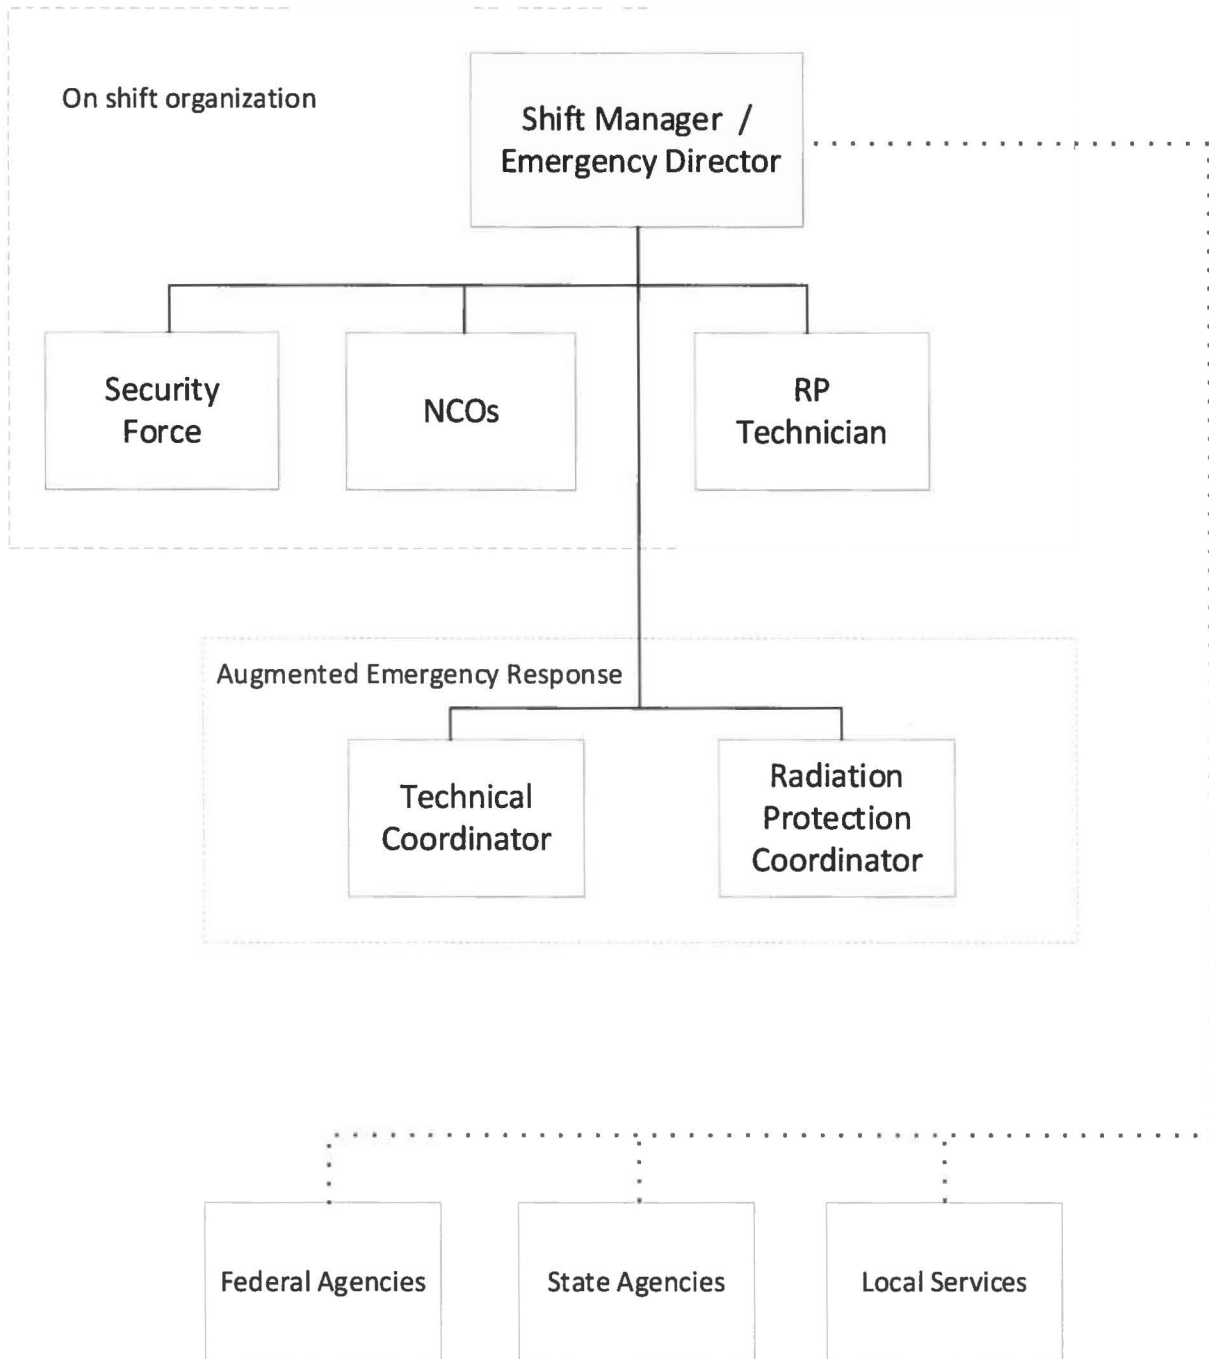 On shift organization
Shift Manager /
Emergency Director
Security
Force
NCOs
RP
Technician
Augmented Emergency Response
Technical
Coordinator
Radiation
Protection
Coordinator
Federal Agencies
State Agencies
Local Services